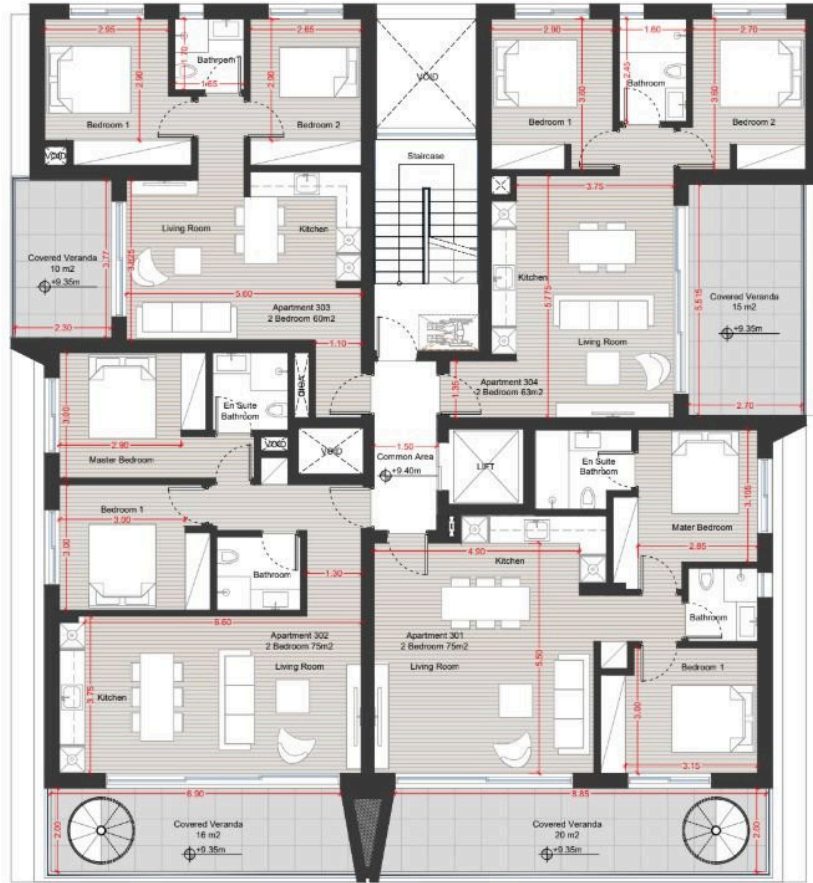 2.95
1.70
Bathroom
1.65
2.65
2.90
2.90
Bedroom 1
Bedroom 2
VOID
VOID
Staircase
2.90
1.60
2.70
2.45
Bathroom
3.60
3.60
Bedroom 1
Bedroom 2
Living Room
Kitchen
Covered Veranda
10 m2
+9.35m
3.77
3.825
5.60
2.30
Apartment 303
2 Bedroom 60m2
1.10
3.75
Kitchen
5.775
5.515
Covered Veranda
15 m2
+9.35m
Living Room
1.35
Apartment 304
2 Bedroom 63m2
2.70
3.00
En Suite
Bathroom
2.90
Master Bedroom
VOID
VOID
1.50
Common Area
+9.40m
LIFT
En Suite
Bathroom
3.105
Mater Bedroom
2.85
Bedroom 1
3.00
3.00
Bathroom
1.30
4.90
Kitchen
Bathroom
Apartment 302
2 Bedroom 75m2
Living Room
3.75
Kitchen
Apartment 301
2 Bedroom 75m2
Living Room
5.50
Bedroom 1
3.00
3.15
6.90
8.85
2.00
Covered Veranda
16 m2
+9.35m
Covered Veranda
20 m2
+9.35m
2.00